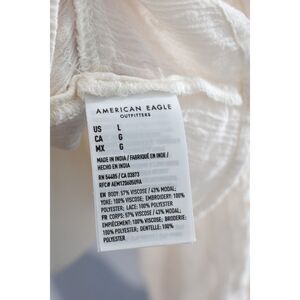 AMERICAN EAGLE
OUTFITTERS
US L
CA G
MX G
MADE IN INDIA / FABRIQUÉ EN INDE /
HECHO EN INDIA
RN 54485 / CA 03873
EN BODY: 57% VISCOSE / 43% MODAL;
YOKE: 100% VISCOSE; EMBROIDERY: 100%
POLYESTER; LACE: 100% POLYESTER
FR CORPS: 57% VISCOSE / 43% MODAL;
EMPIÈCEMENT: 100% VISCOSE; BRODERIE: 100%
POLYESTER; DENTELLE: 100%
POLYESTER